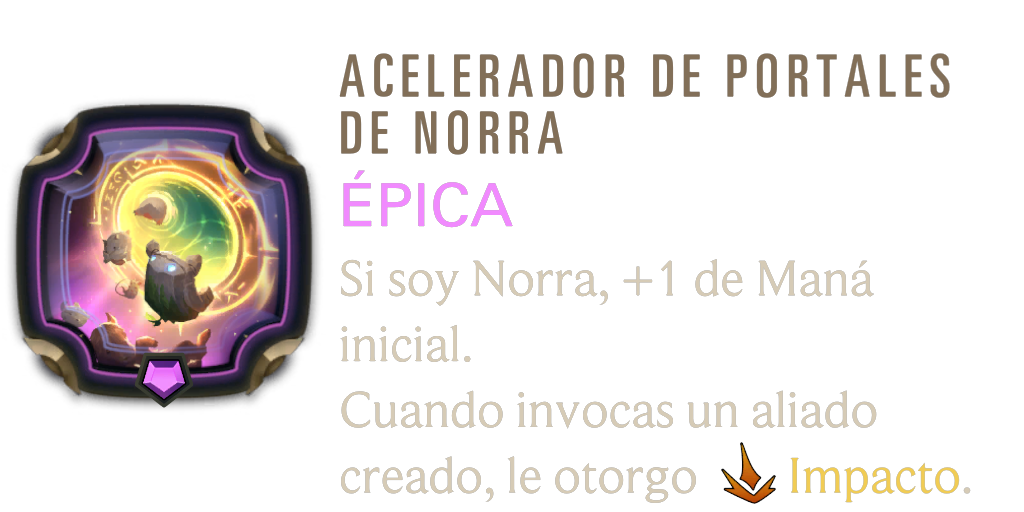 ACELERADOR DE PORTALES
DE NORRA
ÉPICA
Si soy Norra, +1 de Maná
inicial.
Cuando invocas un aliado
creado, le otorgo Impacto.